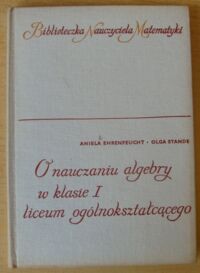 Biblioteczka Nauczyciela Matematyki
ANIELA EHRENFEUCHT · OLGA STANDE
O nauczaniu algebry
w klasie I
liceum ogólnokształcącego